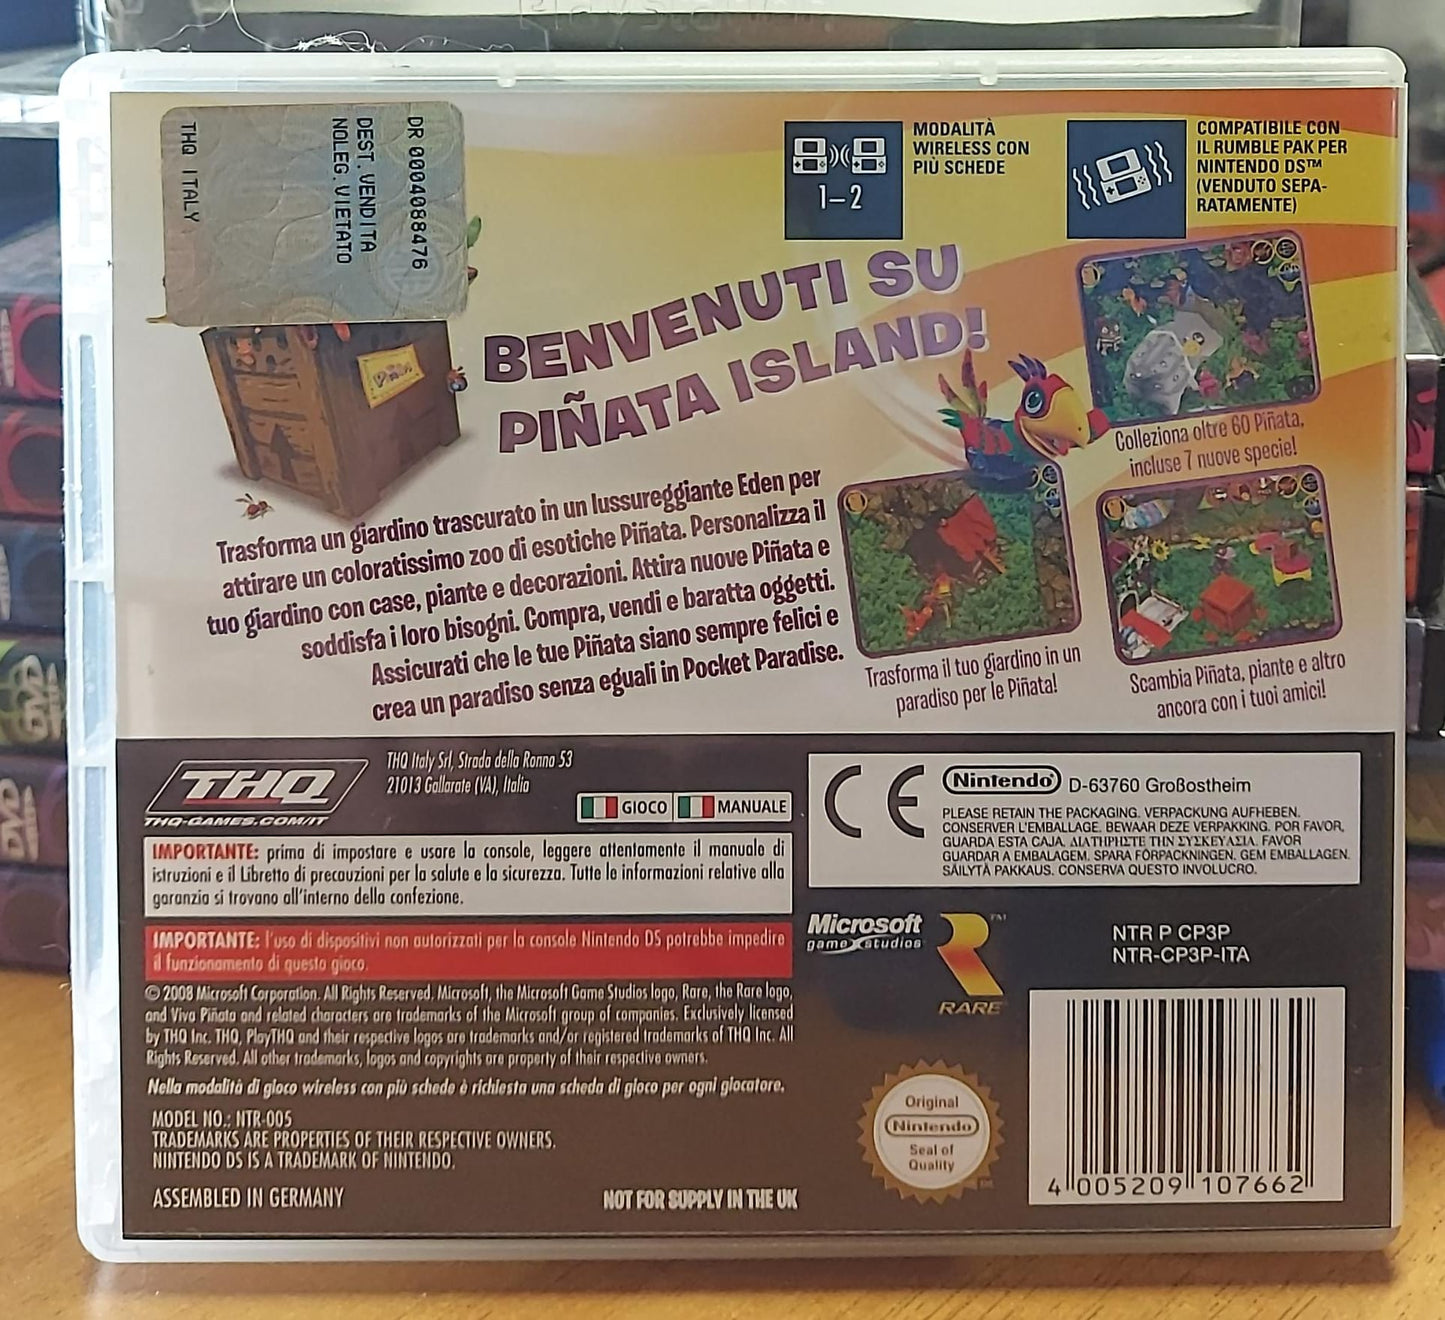 DR 0004088476
DEST. VENDITA
NOLEG. VIETATO
THQ ITALY
1–2
MODALITÀ
WIRELESS CON
PIÙ SCHEDE
COMPATIBILE CON
IL RUMBLE PAK PER
NINTENDO DS™
(VENDUTO SEPA-
RATAMENTE)
BENVENUTI SU
PIÑATA ISLAND!
Trasforma un giardino trascurato in un lussureggiante Eden per
attirare un coloratissimo zoo di esotiche Piñata. Personalizza il
tuo giardino con case, piante e decorazioni. Attira nuove Piñata e
soddisfa i loro bisogni. Compra, vendi e baratta oggetti.
Assicurati che le tue Piñata siano sempre felici e
crea un paradiso senza eguali in Pocket Paradise.
Colleziona oltre 60 Piñata,
incluse 7 nuove specie!
Trasforma il tuo giardino in un
paradiso per le Piñata!
Scambia Piñata, piante e altro
ancora con i tuoi amici!
THQ
THQ-GAMES.COM/IT
THQ Italy Srl, Strada della Ronna 53
21013 Gallarate (VA), Italia
GIOCO MANUALE
IMPORTANTE: prima di impostare e usare la console, leggere attentamente il manuale di
istruzioni e il Libretto di precauzioni per la salute e la sicurezza. Tutte le informazioni relative alla
garanzia si trovano all'interno della confezione.
IMPORTANTE: l'uso di dispositivi non autorizzati per la console Nintendo DS potrebbe impedire
il funzionamento di questo gioco.
© 2008 Microsoft Corporation. All Rights Reserved. Microsoft, the Microsoft Game Studios logo, Rare, the Rare logo,
and Viva Piñata and related characters are trademarks of the Microsoft group of companies. Exclusively licensed
by THQ Inc. THQ, PlayTHQ and their respective logos are trademarks and/or registered trademarks of THQ Inc. All
Rights Reserved. All other trademarks, logos and copyrights are property of their respective owners.
Nella modalità di gioco wireless con più schede è richiesta una scheda di gioco per ogni giocatore.
MODEL NO.: NTR-005
TRADEMARKS ARE PROPERTIES OF THEIR RESPECTIVE OWNERS.
NINTENDO DS IS A TRADEMARK OF NINTENDO.
ASSEMBLED IN GERMANY
NOT FOR SUPPLY IN THE UK
CE
Nintendo D-63760 Großostheim
PLEASE RETAIN THE PACKAGING. VERPACKUNG AUFHEBEN.
CONSERVER L'EMBALLAGE. BEWAAR DEZE VERPAKKING. POR FAVOR,
GUARDA ESTA CAJA. ΔΙΑΤΗΡΗΣΤΕ ΤΗΝ ΣΥΣΚΕΥΑΣΙΑ. FAVOR
GUARDAR A EMBALAGEM. SPARA FÖRPACKNINGEN. GEM EMBALLAGEN.
SÄILYTÄ PAKKAUS. CONSERVA QUESTO INVOLUCRO.
Microsoft
game studios
RARE
NTR P CP3P
NTR-CP3P-ITA
Original
Nintendo
Seal of
Quality
4 005209 107662